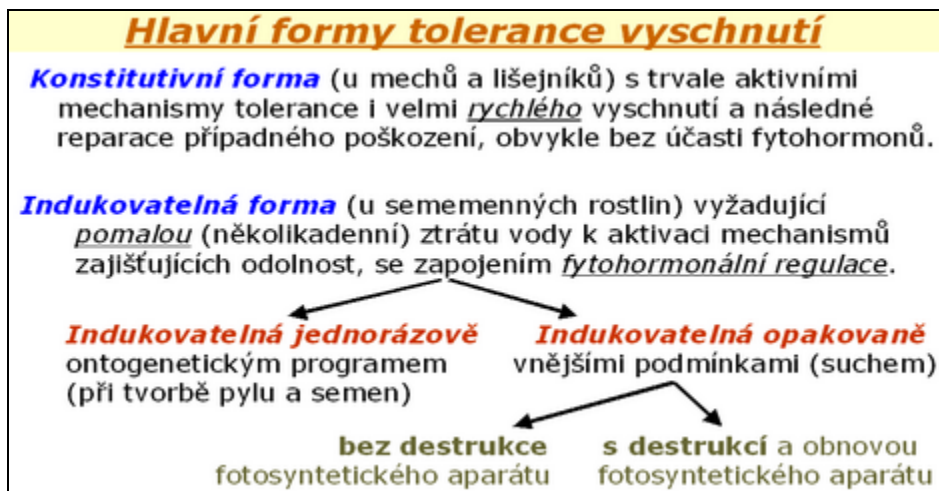 Hlavní formy tolerance vyschnutí
Konstitutivní forma (u mechů a lišejníků) s trvale aktivními
mechanismy tolerance i velmi rychlého vyschnutí a následné
reparace případného poškození, obvykle bez účasti fytohormonů.
Indukovatelná forma (u sememenných rostlin) vyžadující
pomalou (několikadenní) ztrátu vody k aktivaci mechanismů
zajišťujících odolnost, se zapojením fytohormonální regulace.
Indukovatelná jednorázově
ontogenetickým programem
(při tvorbě pylu a semen)
Indukovatelná opakovaně
vnějšími podmínkami (suchem)
bez destrukce
fotosyntetického aparátu
s destrukcí a obnovou
fotosyntetického aparátu